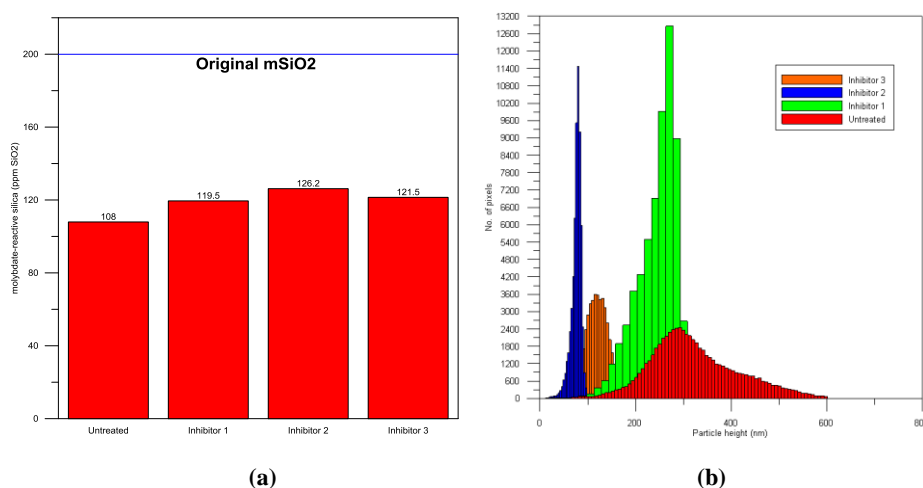 200
160
120
80
40
0
molybdate-reactive silica (ppm SiO2)
Original mSiO2
108
119.5
126.2
121.5
Untreated Inhibitor 1 Inhibitor 2 Inhibitor 3
(a)
13200
12600
12000
11400
10800
10200
9600
9000
8400
7800
7200
6600
6000
5400
4800
4200
3600
3000
2400
1800
1200
600
0
No. of pixels
Inhibitor 3
Inhibitor 2
Inhibitor 1
Untreated
0 200 400 600 80
Particle height (nm)
(b)